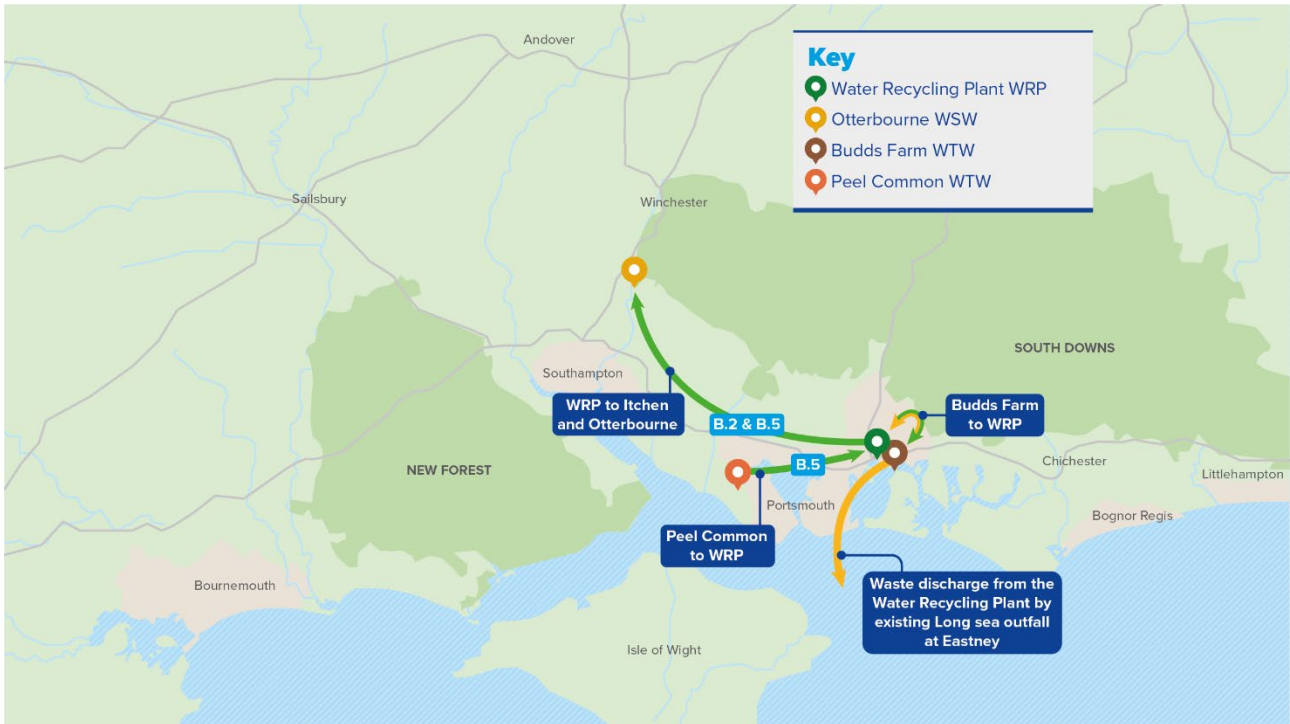 Andover
Key
Water Recycling Plant WRP
Otterbourne WSW
Budds Farm WTW
Peel Common WTW
Sailsbury
Winchester
SOUTH DOWNS
Southampton
WRP to Itchen
and Otterbourne
B.2 & B.5
Budds Farm
to WRP
NEW FOREST
B.5
Chichester
Littlehampton
Portsmouth
Bognor Regis
Peel Common
to WRP
Bournemouth
Waste discharge from the
Water Recycling Plant by
existing Long sea outfall
at Eastney
Isle of Wight